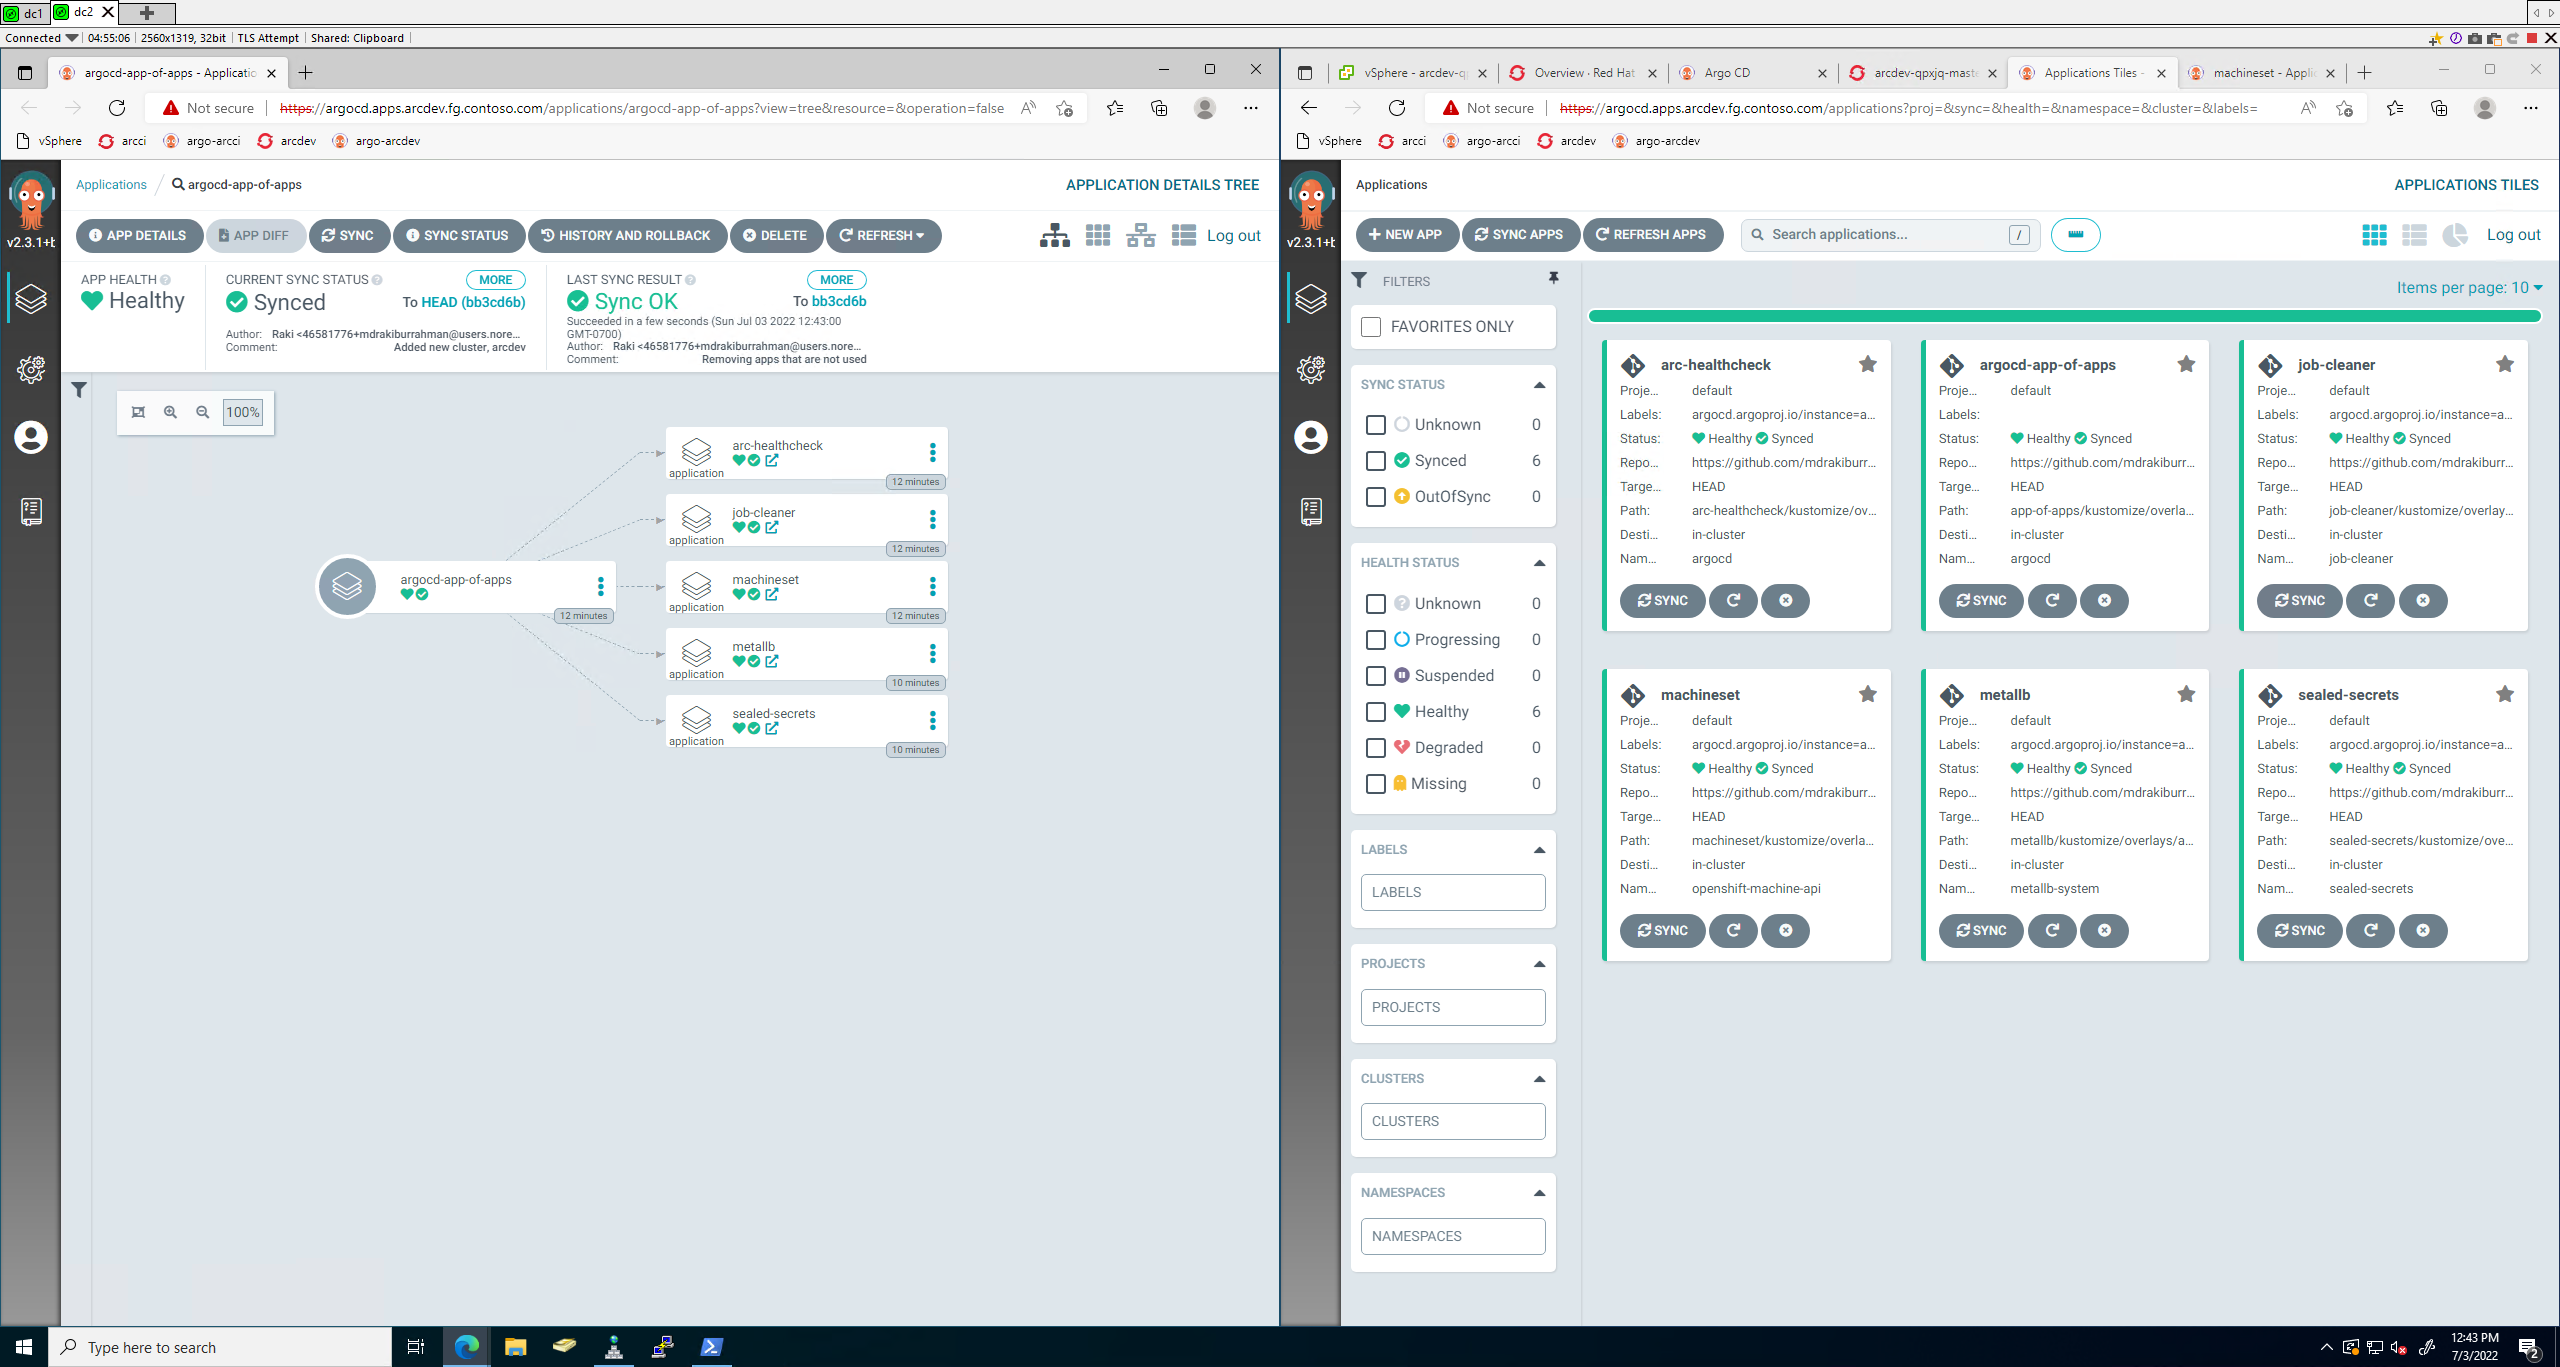 dc1
dc2
Connected
04:55:06
2560x1319, 32bit
TLS Attempt
Shared: Clipboard
argocd-app-of-apps - Applicatio
Not secure
https://argocd.apps.arcdev.fg.contoso.com/applications/argocd-app-of-apps?view=tree&resource=&operation=false
vSphere
arcci
argo-arcci
arcdev
argo-arcdev
v2.3.1+b
Applications
argocd-app-of-apps
APPLICATION DETAILS TREE
APP DETAILS
APP DIFF
SYNC
SYNC STATUS
HISTORY AND ROLLBACK
DELETE
REFRESH
Log out
APP HEALTH
Healthy
CURRENT SYNC STATUS
MORE
Synced
To HEAD (bb3cd6b)
Author: Raki <46581776+mdrakiburrahman@users.nore...
Comment: Added new cluster, arcdev
LAST SYNC RESULT
MORE
Sync OK
To bb3cd6b
Succeeded in a few seconds (Sun Jul 03 2022 12:43:00
GMT-0700)
Author: Raki <46581776+mdrakiburrahman@users.nore...
Comment: Removing apps that are not used
100%
argocd-app-of-apps
12 minutes
arc-healthcheck
application
12 minutes
job-cleaner
application
12 minutes
machineset
application
12 minutes
metallb
application
10 minutes
sealed-secrets
application
10 minutes
vSphere - arcdev-qp
Overview · Red Hat
Argo CD
arcdev-qpxjq-maste
Applications Tiles -
machineset - Applic
Not secure
https://argocd.apps.arcdev.fg.contoso.com/applications?proj=&sync=&health=&namespace=&cluster=&labels=
vSphere
arcci
argo-arcci
arcdev
argo-arcdev
v2.3.1+b
Applications
APPLICATIONS TILES
NEW APP
SYNC APPS
REFRESH APPS
Search applications...
/
Log out
FILTERS
Items per page: 10
FAVORITES ONLY
SYNC STATUS
Unknown 0
Synced 6
OutOfSync 0
HEALTH STATUS
Unknown 0
Progressing 0
Suspended 0
Healthy 6
Degraded 0
Missing 0
LABELS
LABELS
PROJECTS
PROJECTS
CLUSTERS
CLUSTERS
NAMESPACES
NAMESPACES
arc-healthcheck
Proje... default
Labels: argocd.argoproj.io/instance=a...
Status: Healthy Synced
Repo... https://github.com/mdrakiburr...
Targe... HEAD
Path: arc-healthcheck/kustomize/ov...
Desti... in-cluster
Nam... argocd
SYNC
argocd-app-of-apps
Proje... default
Labels:
Status: Healthy Synced
Repo... https://github.com/mdrakiburr...
Targe... HEAD
Path: app-of-apps/kustomize/overla...
Desti... in-cluster
Nam... argocd
SYNC
job-cleaner
Proje... default
Labels: argocd.argoproj.io/instance=a...
Status: Healthy Synced
Repo... https://github.com/mdrakiburr...
Targe... HEAD
Path: job-cleaner/kustomize/overlay...
Desti... in-cluster
Nam... job-cleaner
SYNC
machineset
Proje... default
Labels: argocd.argoproj.io/instance=a...
Status: Healthy Synced
Repo... https://github.com/mdrakiburr...
Targe... HEAD
Path: machineset/kustomize/overla...
Desti... in-cluster
Nam... openshift-machine-api
SYNC
metallb
Proje... default
Labels: argocd.argoproj.io/instance=a...
Status: Healthy Synced
Repo... https://github.com/mdrakiburr...
Targe... HEAD
Path: metallb/kustomize/overlays/a...
Desti... in-cluster
Nam... metallb-system
SYNC
sealed-secrets
Proje... default
Labels: argocd.argoproj.io/instance=a...
Status: Healthy Synced
Repo... https://github.com/mdrakiburr...
Targe... HEAD
Path: sealed-secrets/kustomize/ove...
Desti... in-cluster
Nam... sealed-secrets
SYNC
Type here to search
12:43 PM
7/3/2022
2